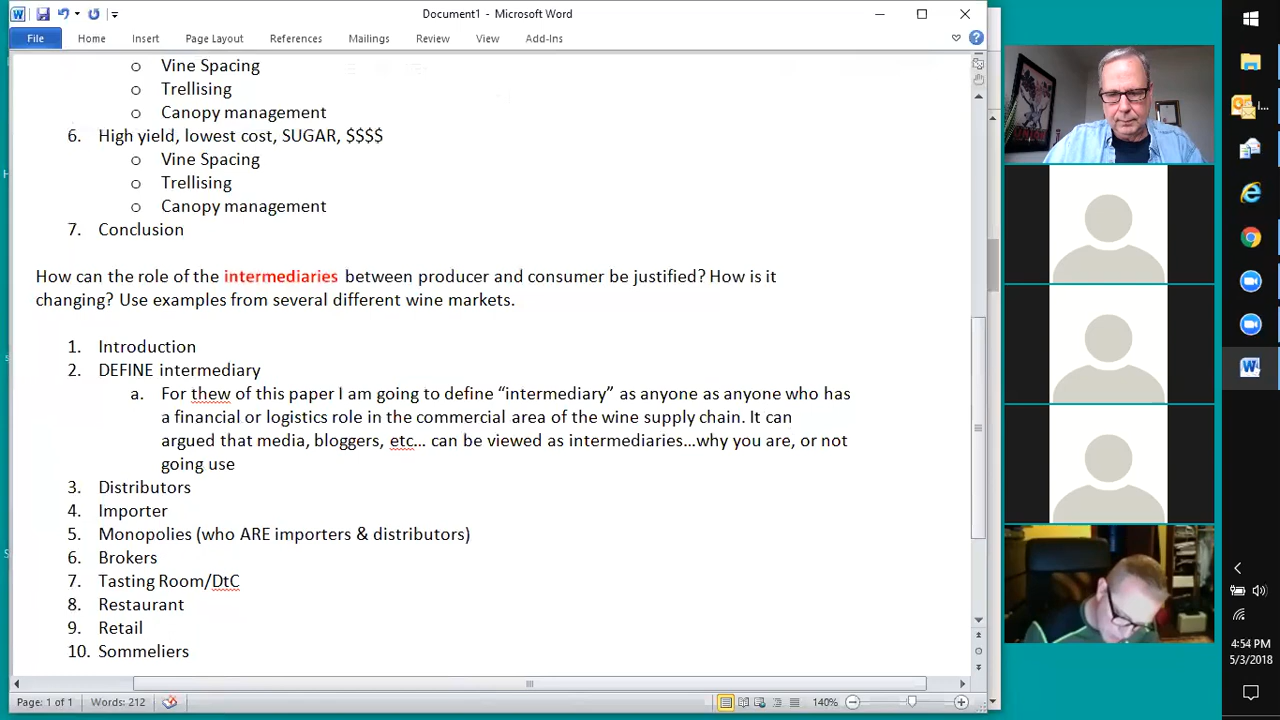 Document1 - Microsoft Word
File Home Insert Page Layout References Mailings Review View Add-Ins
o Vine Spacing
o Trellising
o Canopy management
6. High yield, lowest cost, SUGAR, $$$$
o Vine Spacing
o Trellising
o Canopy management
7. Conclusion
How can the role of the intermediaries between producer and consumer be justified? How is it
changing? Use examples from several different wine markets.
1. Introduction
2. DEFINE intermediary
a. For thew of this paper I am going to define “intermediary” as anyone as anyone who has
a financial or logistics role in the commercial area of the wine supply chain. It can
argued that media, bloggers, etc… can be viewed as intermediaries…why you are, or not
going use
3. Distributors
4. Importer
5. Monopolies (who ARE importers & distributors)
6. Brokers
7. Tasting Room/DtC
8. Restaurant
9. Retail
10. Sommeliers
Page: 1 of 1 Words: 212 140%
4:54 PM
5/3/2018